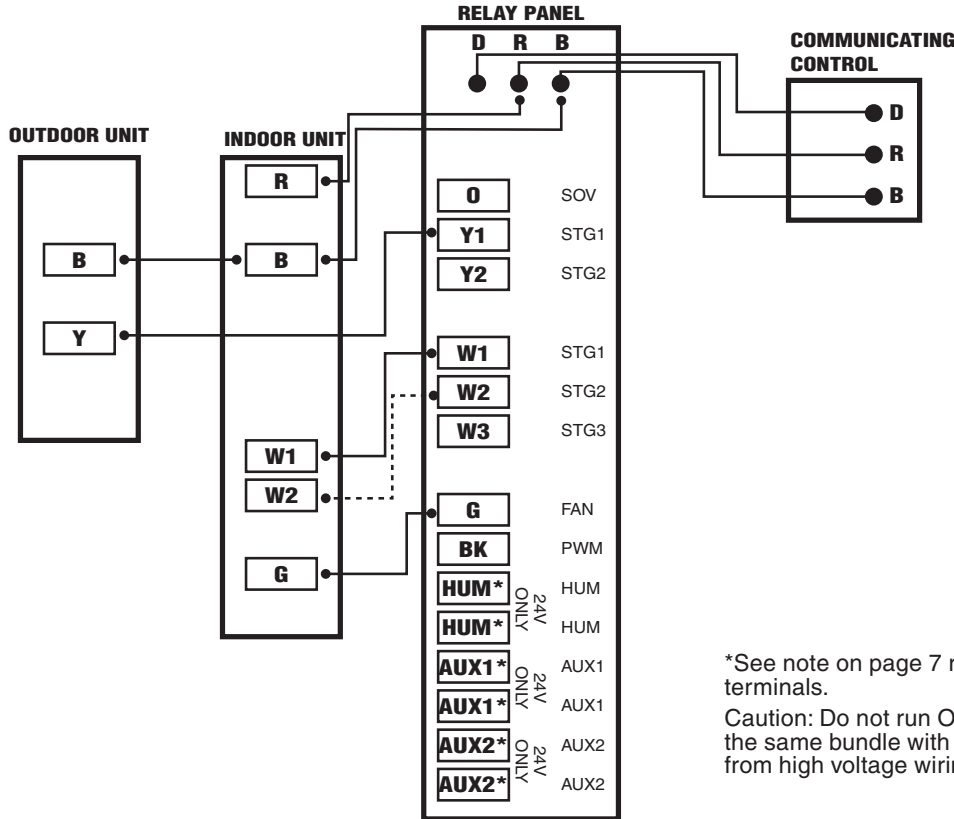 RELAY PANEL
D R B
COMMUNICATING
CONTROL
D
R
B
OUTDOOR UNIT
B
Y
INDOOR UNIT
R
B
W1
W2
G
O SOV
Y1 STG1
Y2 STG2
W1 STG1
W2 STG2
W3 STG3
G FAN
BK PWM
HUM* HUM
24V
ONLY
HUM* HUM
AUX1* AUX1
24V
ONLY
AUX1* AUX1
AUX2* AUX2
24V
ONLY
AUX2* AUX2
*See note on page 7
terminals.
Caution: Do not run
the same bundle with
from high voltage